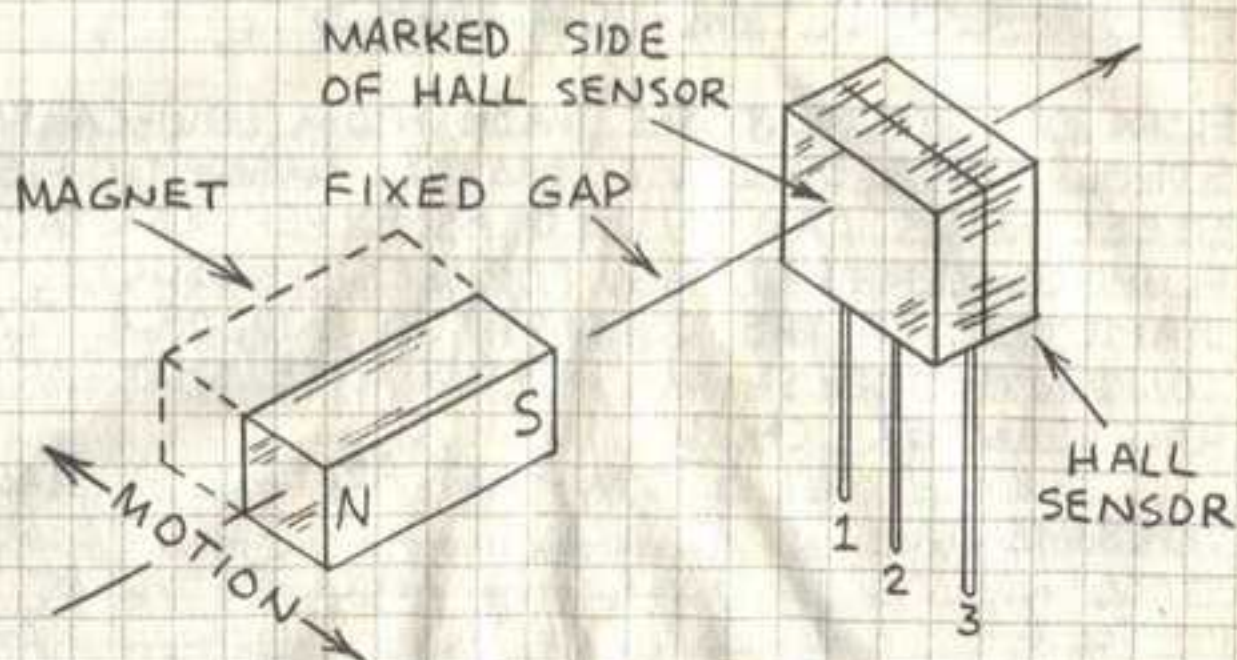 MARKED SIDE
OF HALL SENSOR
MAGNET
FIXED GAP
S
N
MOTION
HALL
SENSOR
1
2
3